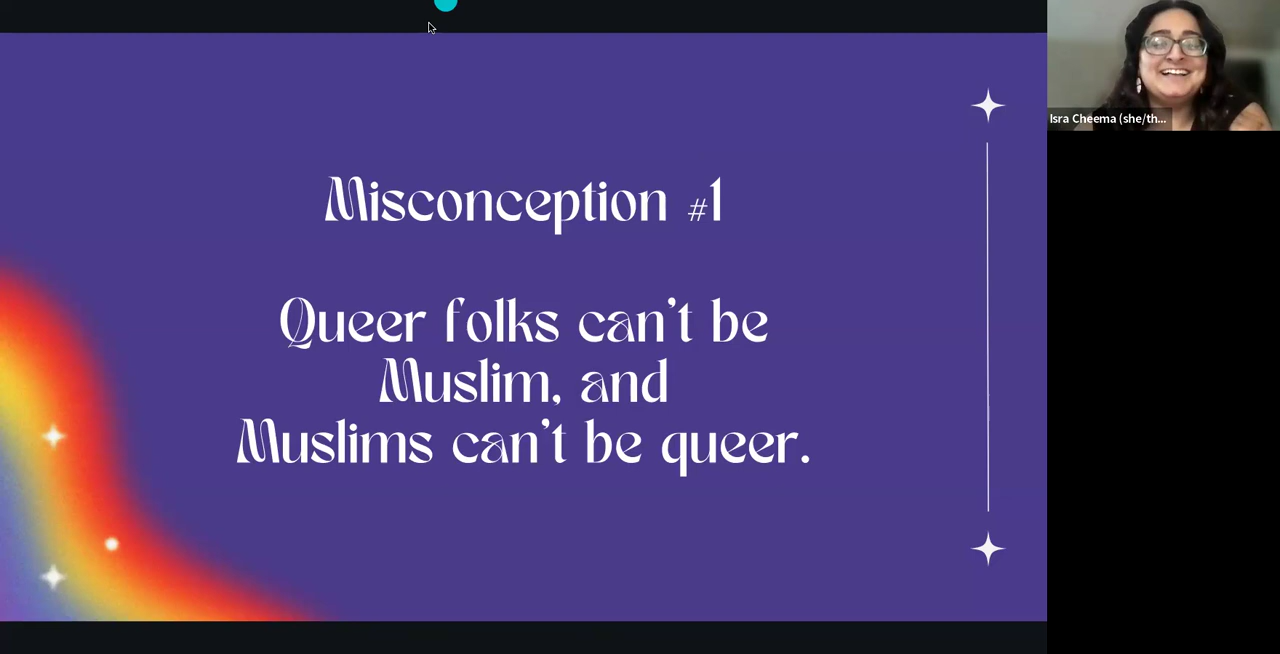 Misconception #1
Queer folks can't be
Muslim, and
Muslims can't be queer.
Isra Cheema (she/th...